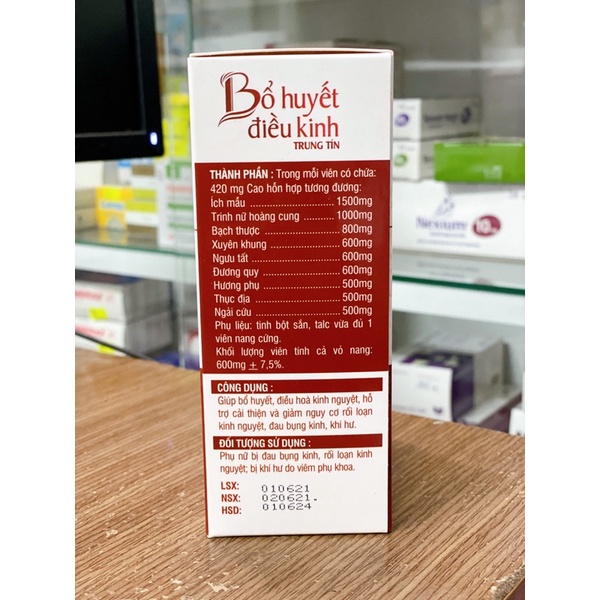 Bổ huyết
điều kinh
TRUNG TÍN
THÀNH PHẦN : Trong mỗi viên có chứa:
420 mg Cao hỗn hợp tương đương:
Ích mẫu ........................ 1500mg
Trinh nữ hoàng cung .......... 1000mg
Bạch thược ..................... 800mg
Xuyên khung .................... 600mg
Ngưu tất ....................... 600mg
Đương quy ...................... 600mg
Hương phụ ...................... 500mg
Thục địa ....................... 500mg
Ngải cứu ....................... 500mg
Phụ liệu: tinh bột sắn, talc vừa đủ 1
viên nang cứng.
Khối lượng viên tính cả vỏ nang:
600mg ± 7,5%.
CÔNG DỤNG :
Giúp bổ huyết, điều hoà kinh nguyệt, hỗ
trợ cải thiện và giảm nguy cơ rối loạn
kinh nguyệt, đau bụng kinh, khí hư.
ĐỐI TƯỢNG SỬ DỤNG :
Phụ nữ bị đau bụng kinh, rối loạn kinh
nguyệt; bị khí hư do viêm phụ khoa.
LSX: 010621
NSX: 020621.
HSD: 010624
Nexium 10